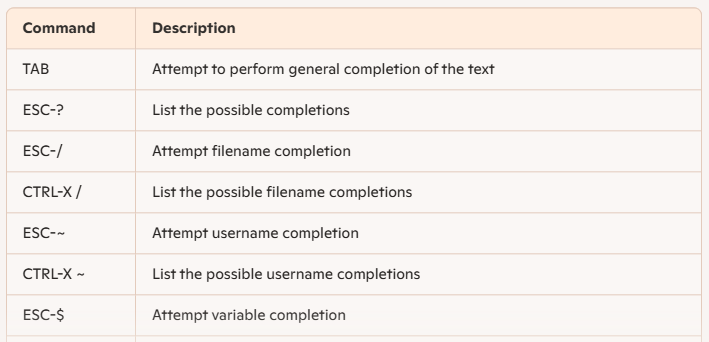 Command Description
TAB Attempt to perform general completion of the text
ESC-? List the possible completions
ESC-/ Attempt filename completion
CTRL-X / List the possible filename completions
ESC-~ Attempt username completion
CTRL-X ~ List the possible username completions
ESC-$ Attempt variable completion